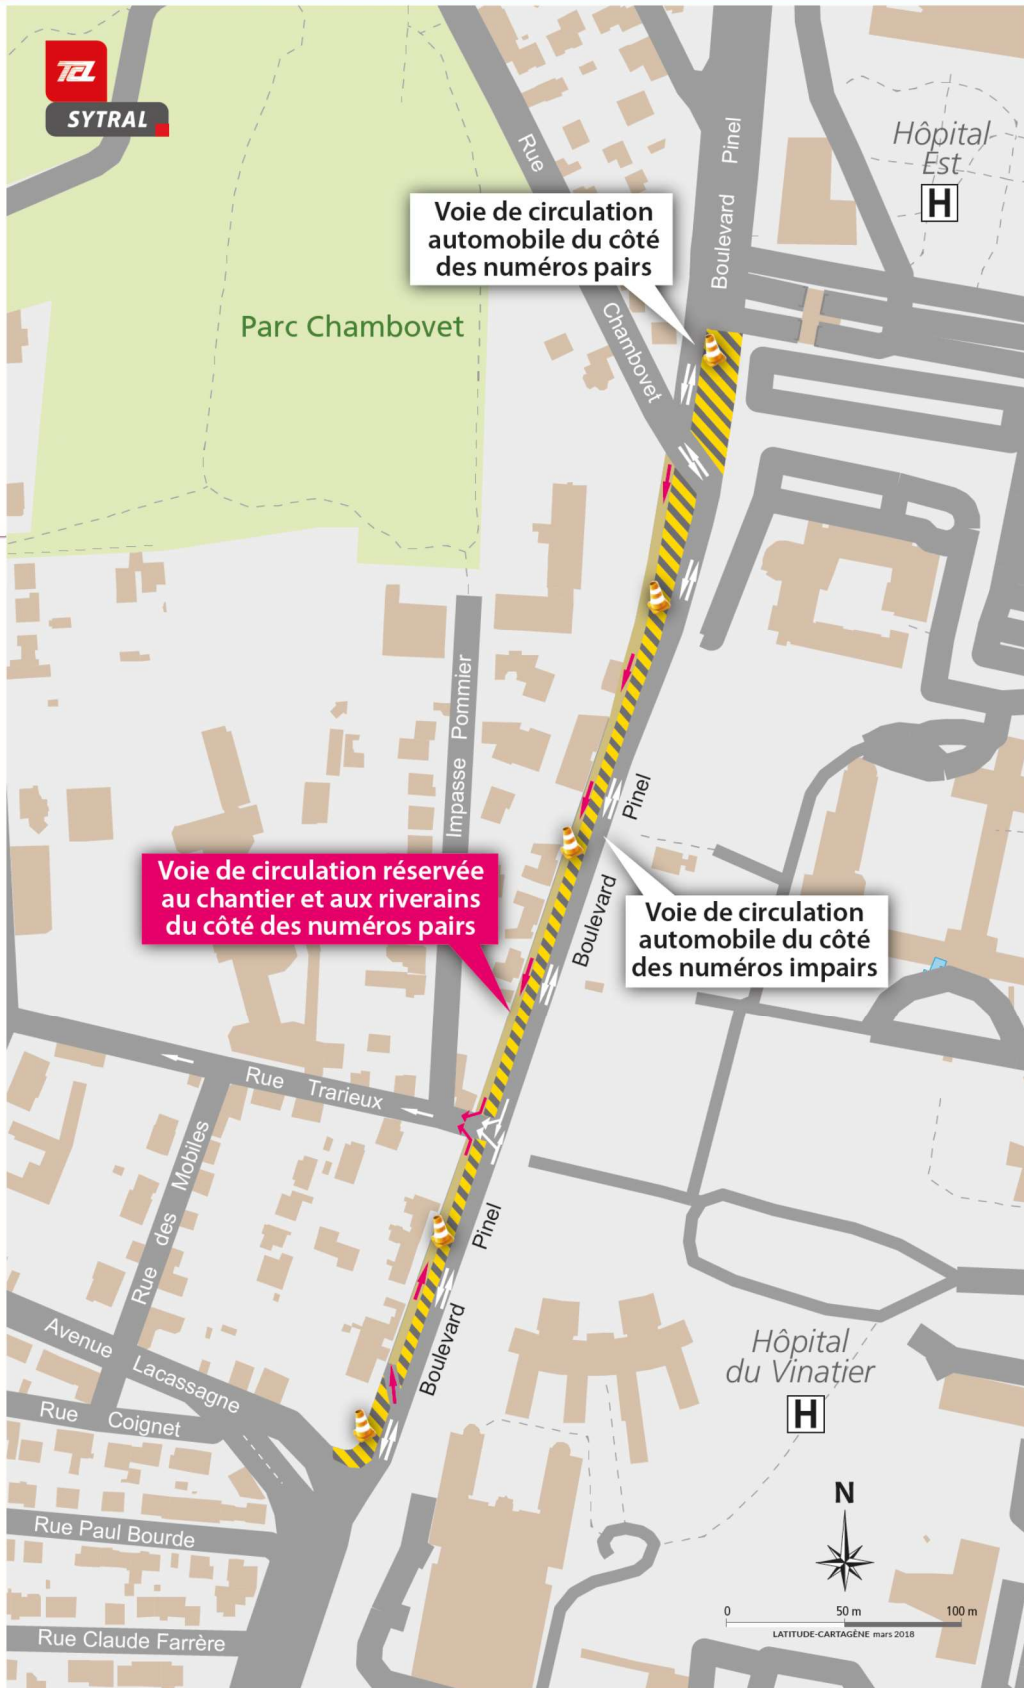 TCL
SYTRAL
Rue
Chambovet
Boulevard Pinel
Hôpital
Est
H
Voie de circulation
automobile du côté
des numéros pairs
Parc Chambovet
Impasse Pommier
Pinel
Boulevard
Voie de circulation réservée
au chantier et aux riverains
du côté des numéros pairs
Voie de circulation
automobile du côté
des numéros impairs
Rue Trarieux
Rue des Mobiles
Pinel
Boulevard
Avenue Lacassagne
Rue Coignet
Hôpital
du Vinatier
H
Rue Paul Bourde
Rue Claude Farrère
N
0 50 m 100 m
LATITUDE-CARTAGÈNE mars 2018